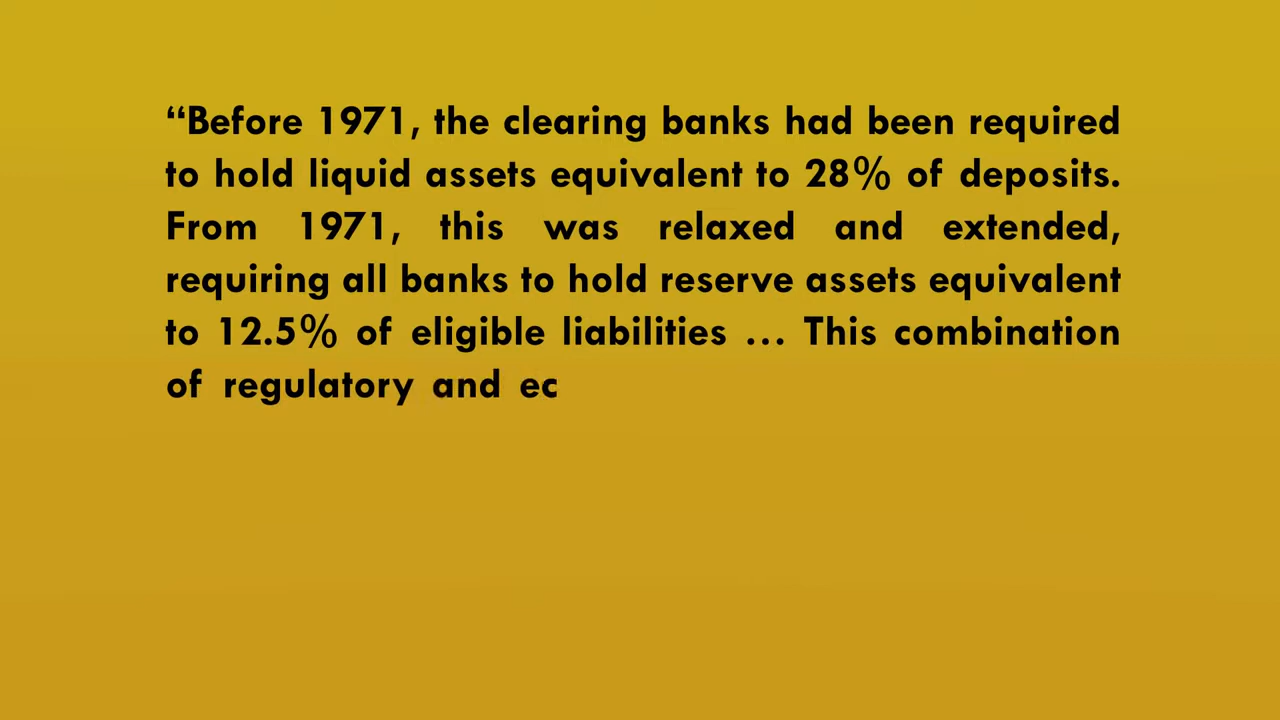 “Before 1971, the clearing banks had been required
to hold liquid assets equivalent to 28% of deposits.
From 1971, this was relaxed and extended,
requiring all banks to hold reserve assets equivalent
to 12.5% of eligible liabilities … This combination
of regulatory and ec